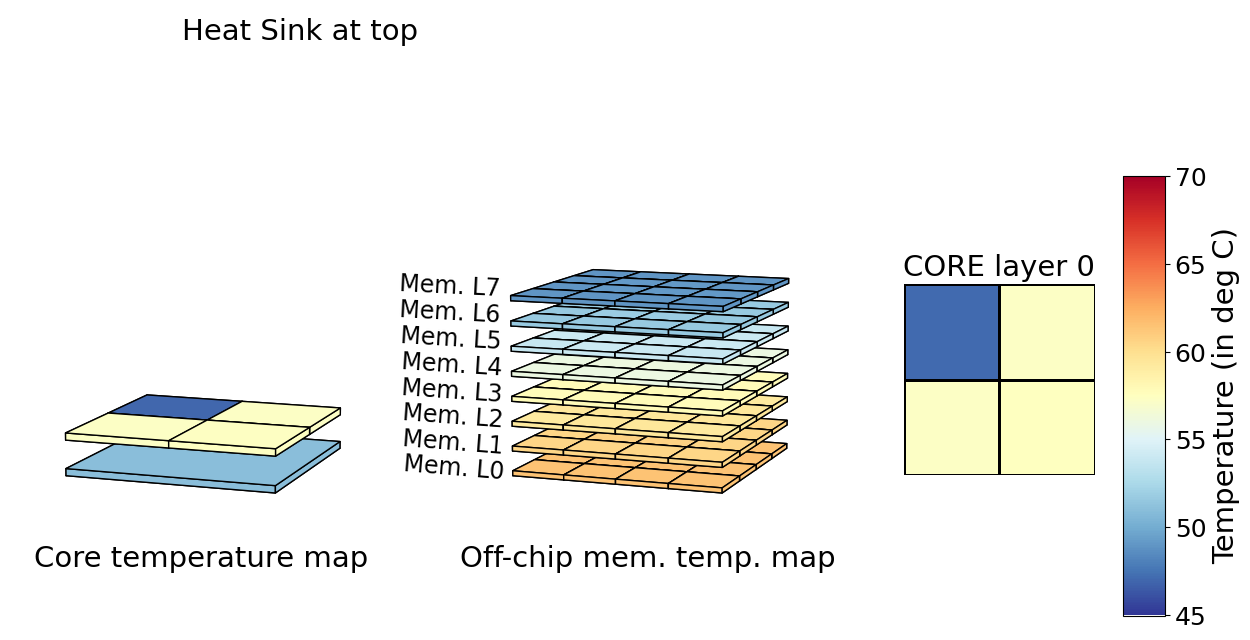 Heat Sink at top
Mem. L7
Mem. L6
Mem. L5
Mem. L4
Mem. L3
Mem. L2
Mem. L1
Mem. L0
Core temperature map
Off-chip mem. temp. map
CORE layer 0
70
65
60
55
50
45
Temperature (in deg C)